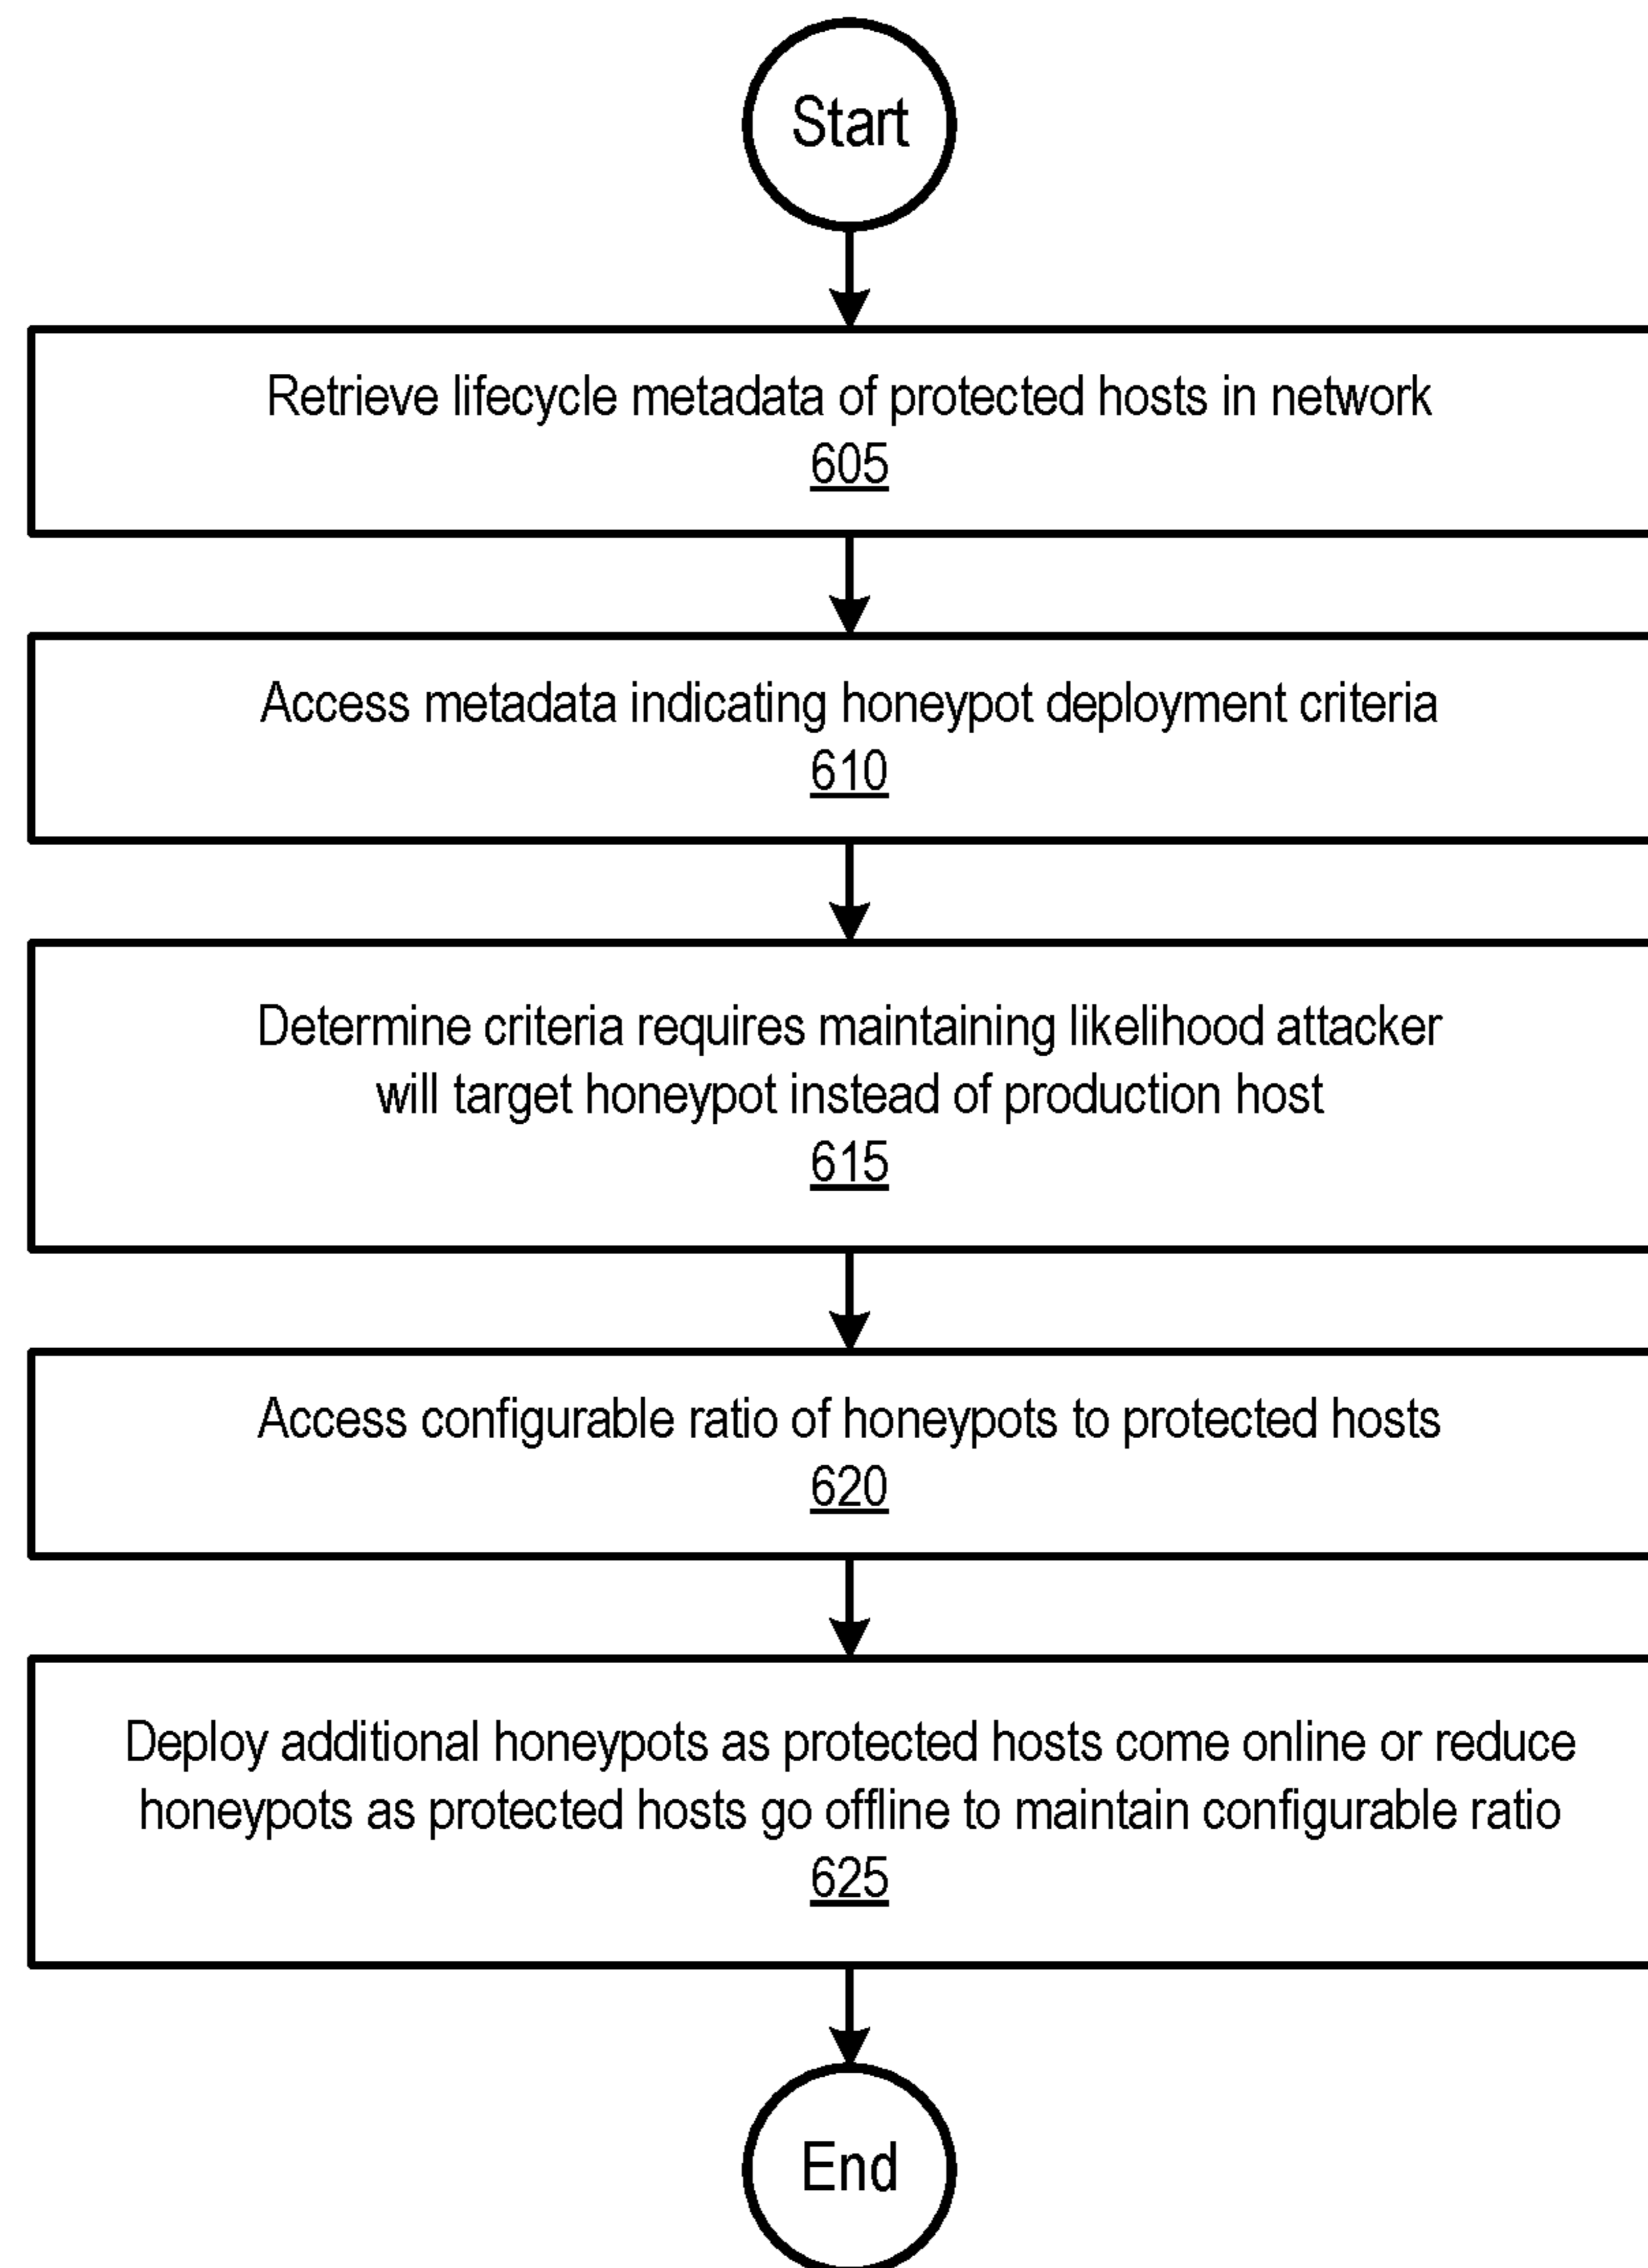 Start
Retrieve lifecycle metadata of protected hosts in network
605
Access metadata indicating honeypot deployment criteria
610
Determine criteria requires maintaining likelihood attacker
will target honeypot instead of production host
615
Access configurable ratio of honeypots to protected hosts
620
Deploy additional honeypots as protected hosts come online or reduce
honeypots as protected hosts go offline to maintain configurable ratio
625
End